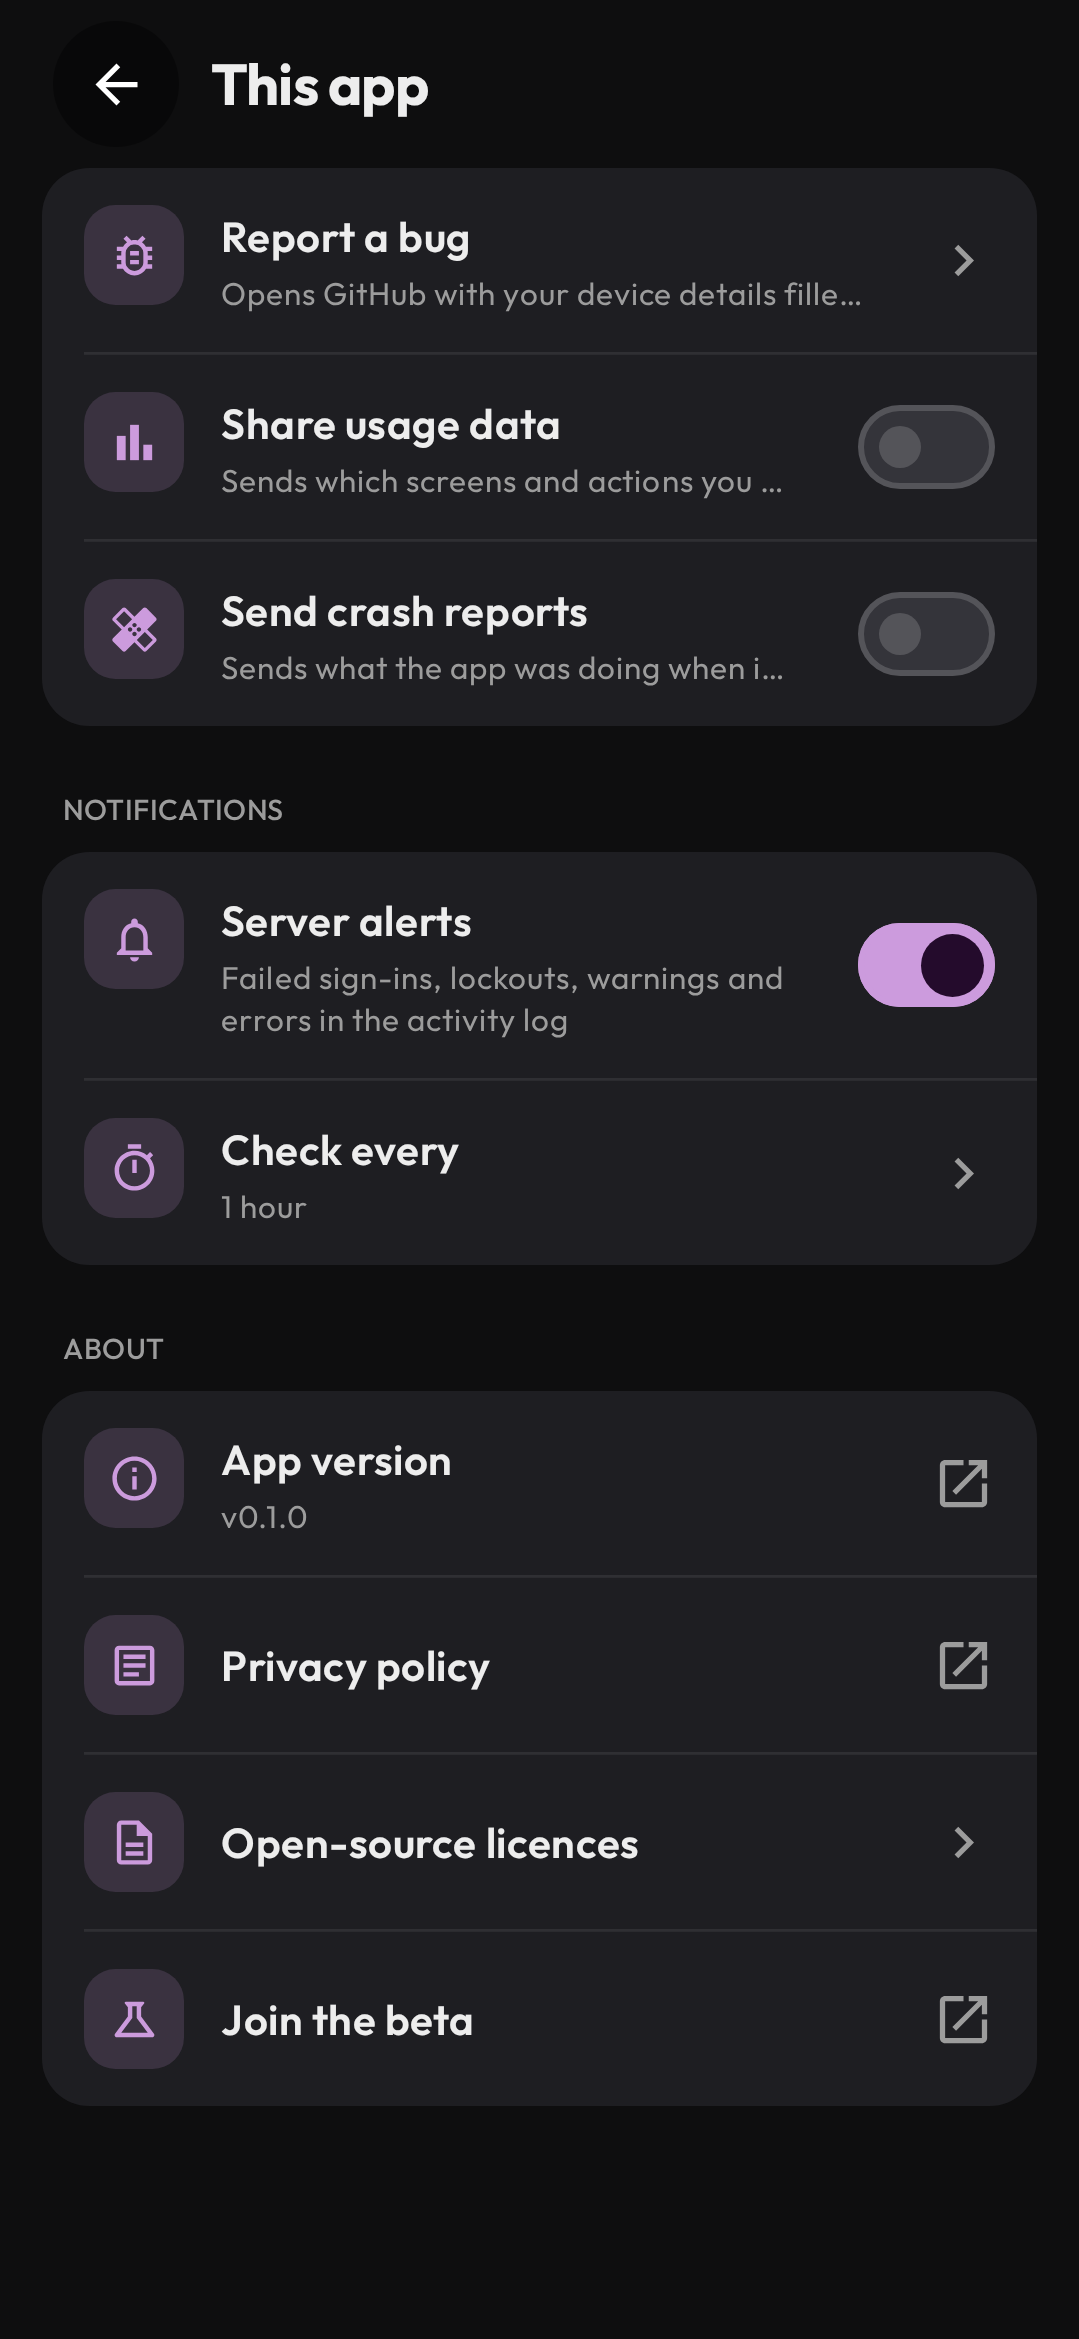 This app
Report a bug
Opens GitHub with your device details fille...
Share usage data
Sends which screens and actions you ...
Send crash reports
Sends what the app was doing when i...
NOTIFICATIONS
Server alerts
Failed sign-ins, lockouts, warnings and
errors in the activity log
Check every
1 hour
ABOUT
App version
v0.1.0
Privacy policy
Open-source licences
Join the beta